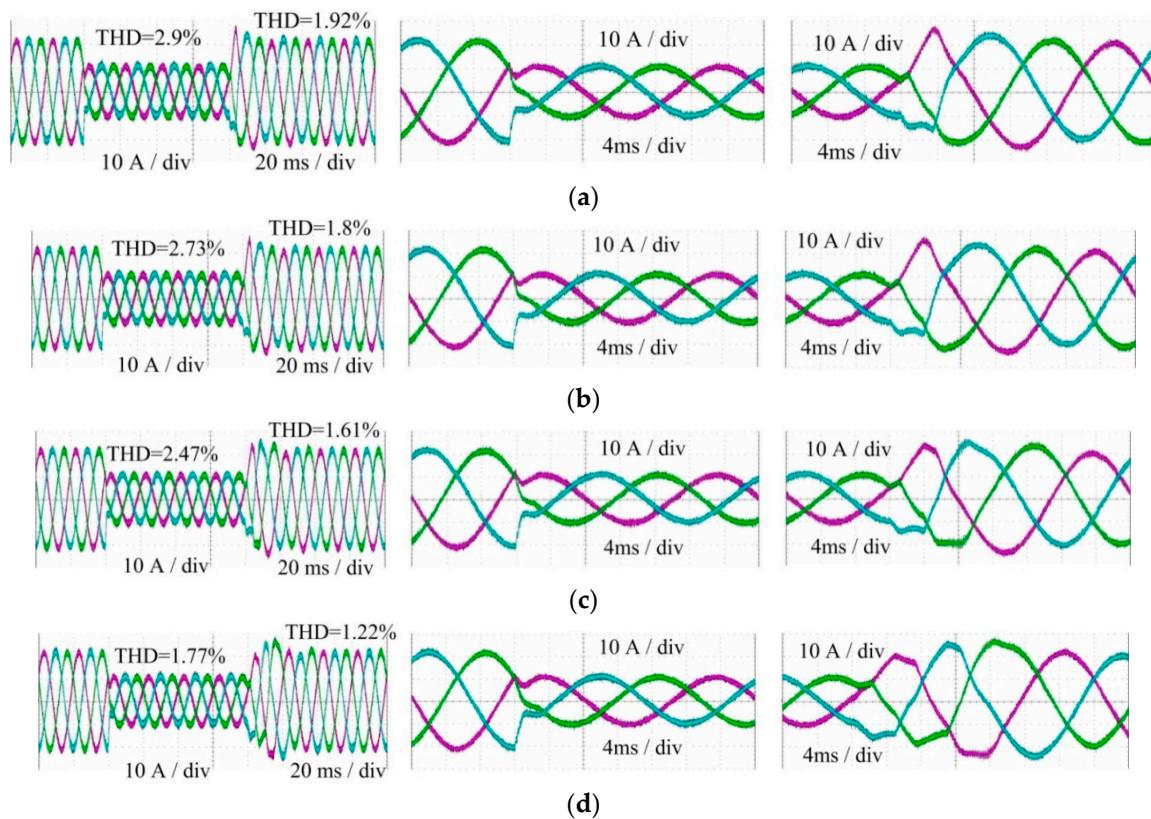 THD=1.92%
THD=2.9%
10 A / div
20 ms / div
10 A / div
4ms / div
10 A / div
4ms / div
(a)
THD=1.8%
THD=2.73%
10 A / div
20 ms / div
10 A / div
4ms / div
10 A / div
4ms / div
(b)
THD=1.61%
THD=2.47%
10 A / div
20 ms / div
10 A / div
4ms / div
10 A / div
4ms / div
(c)
THD=1.22%
THD=1.77%
10 A / div
20 ms / div
10 A / div
4ms / div
10 A / div
4ms / div
(d)